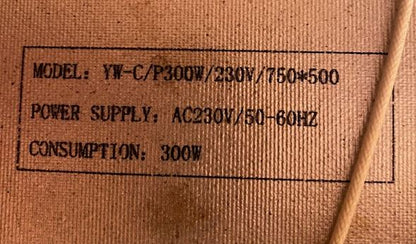 MODEL: YW-C/P300W/230V/750*500
POWER SUPPLY: AC230V/50-60HZ
CONSUMPTION: 300W